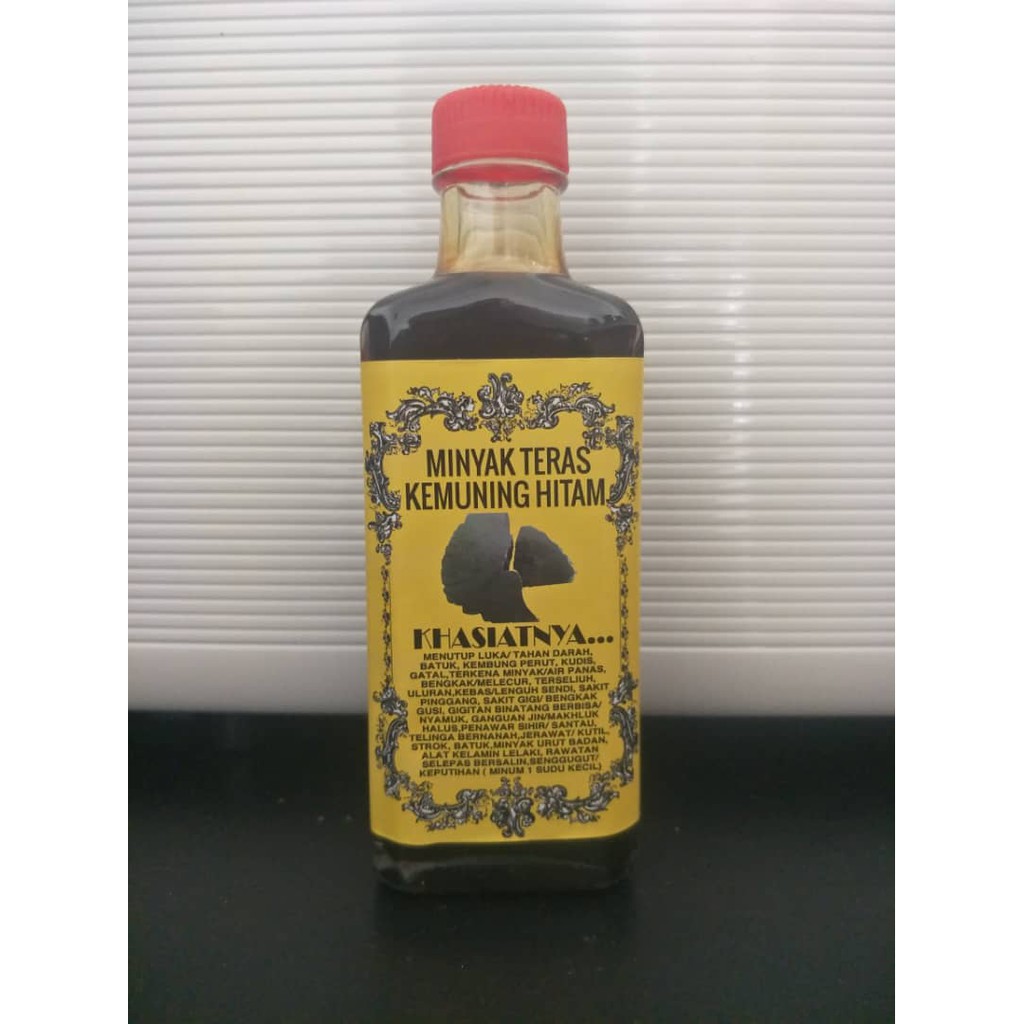 MINYAK TERAS
KEMUNING HITAM
KHASIATNYA...
MENUTUP LUKA/ TAHAN DARAH,
BATUK, KEMBUNG PERUT, KUDIS,
GATAL,TERKENA MINYAK/AIR PANAS,
BENGKAK/MELECUR, TERSELIUH,
ULURAN,KEBAS/LENGUH SENDI, SAKIT
PINGGANG, SAKIT GIGI/ BENGKAK
GUSI, GIGITAN BINATANG BERBISA/
NYAMUK, GANGUAN JIN/MAKHLUK
HALUS,PENAWAR SIHIR/ SANTAU,
TELINGA BERNANAH,JERAWAT/ KUTIL,
STROK, BATUK,MINYAK URUT BADAN,
ALAT KELAMIN LELAKI, RAWATAN
SELEPAS BERSALIN,SENGGUGUT/
KEPUTIHAN ( MINUM 1 SUDU KECIL)